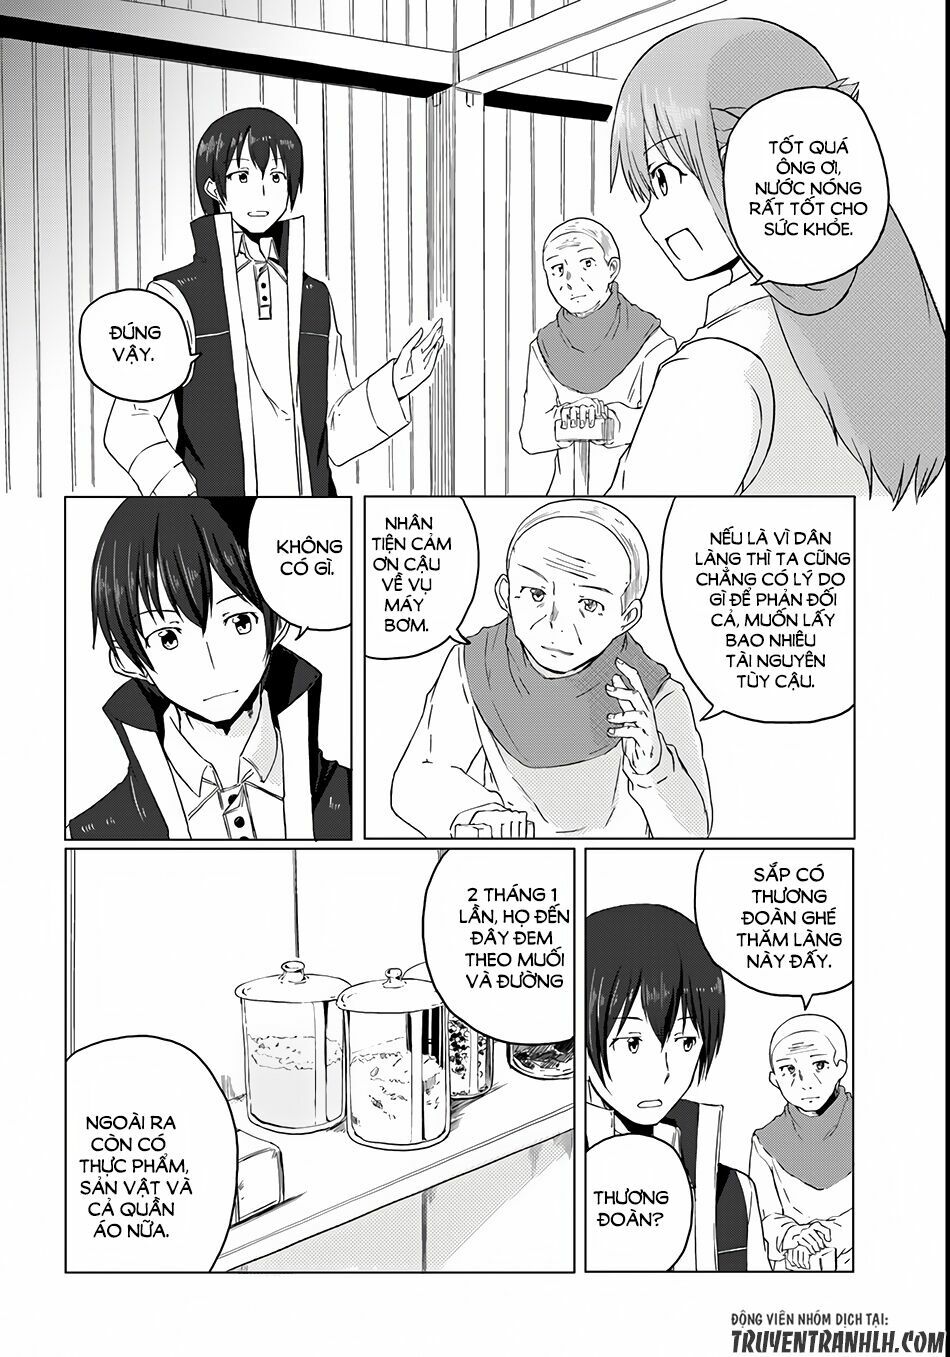 TỐT QUÁ
ÔNG ƠI,
NƯỚC NÓNG
RẤT TỐT CHO
SỨC KHỎE.
ĐÚNG
VẬY.
NẾU LÀ VÌ DÂN
LÀNG THÌ TA CŨNG
CHẲNG CÓ LÝ DO
GÌ ĐỂ PHẢN ĐỐI
CẢ, MUỐN LẤY
BAO NHIÊU
TÀI NGUYÊN
TÙY CẬU.
NHÂN
TIỆN CẢM
ƠN CẬU
VỀ VỤ
MÁY
BƠM.
KHÔNG
CÓ GÌ.
SẮP CÓ
THƯƠNG
ĐOÀN GHÉ
THĂM LÀNG
NÀY ĐẤY.
THƯƠNG
ĐOÀN?
2 THÁNG 1
LẦN, HỌ ĐẾN
ĐÂY ĐEM
THEO MUỐI
VÀ ĐƯỜNG
NGOÀI RA
CÒN CÓ
THỰC PHẨM,
SẢN VẬT VÀ
CẢ QUẦN
ÁO NỮA.
ĐỘNG VIÊN NHÓM DỊCH TẠI:
TRUYENTRANHLH.COM